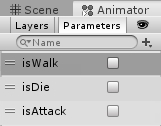 Scene Animator
Layers Parameters
Name
isWalk
isDie
isAttack